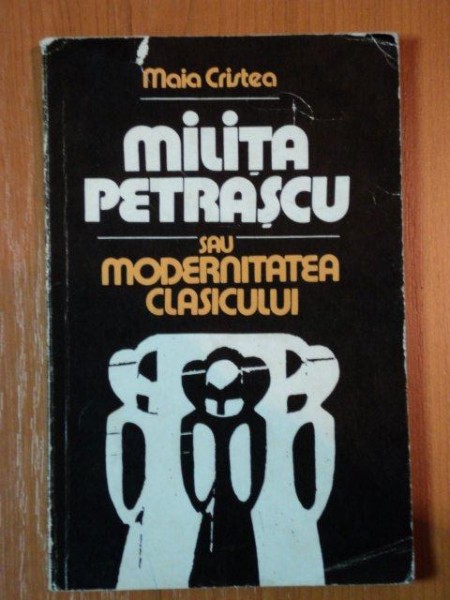 Maia Cristea
MILIȚA
PETRAȘCU
SAU
MODERNITATEA
CLASICULUI